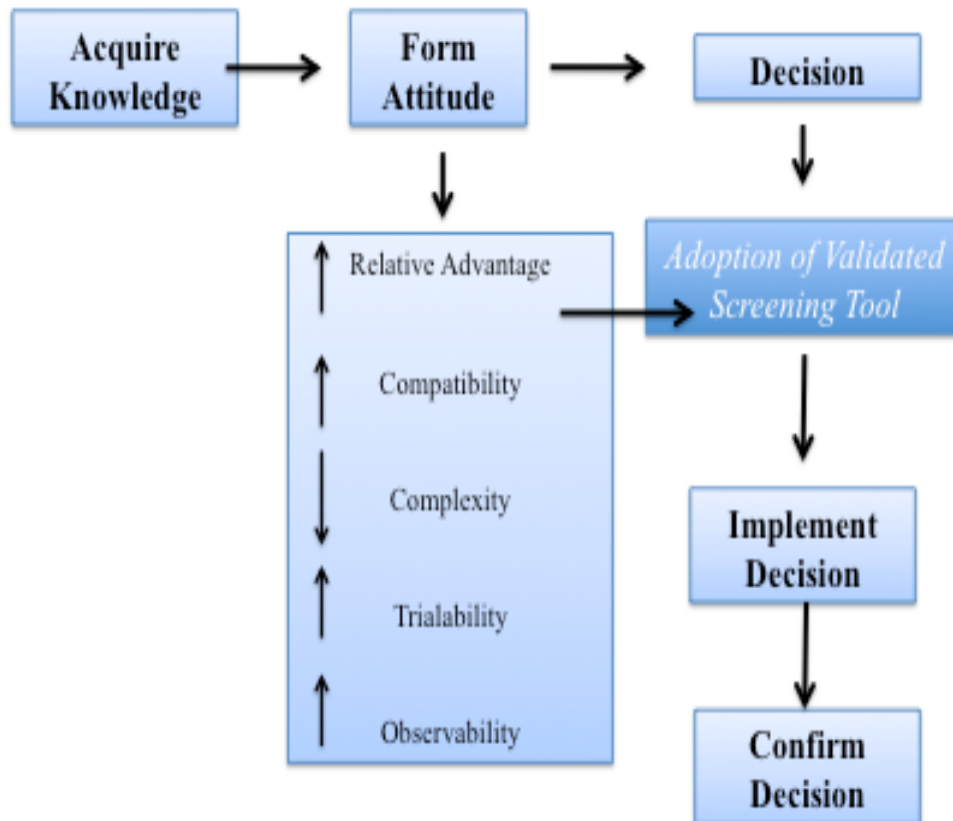 Acquire
Knowledge
Form
Attitude
Decision
Relative Advantage
Compatibility
Complexity
Trialability
Observability
Adoption of Validated
Screening Tool
Implement
Decision
Confirm
Decision